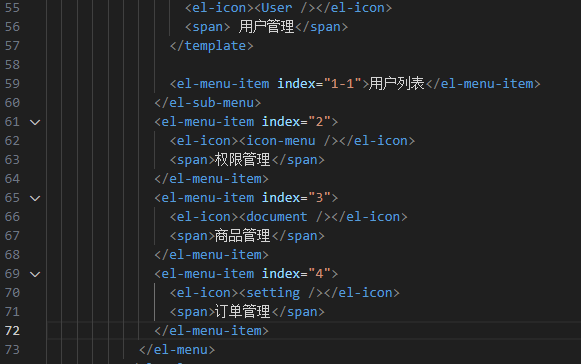 55 <el-icon><User /></el-icon>
56 <span> 用户管理</span>
57 </template>
58
59 <el-menu-item index="1-1">用户列表</el-menu-item>
60 </el-sub-menu>
61 <el-menu-item index="2">
62 <el-icon><icon-menu /></el-icon>
63 <span>权限管理</span>
64 </el-menu-item>
65 <el-menu-item index="3">
66 <el-icon><document /></el-icon>
67 <span>商品管理</span>
68 </el-menu-item>
69 <el-menu-item index="4">
70 <el-icon><setting /></el-icon>
71 <span>订单管理</span>
72 </el-menu-item>
73 </el-menu>